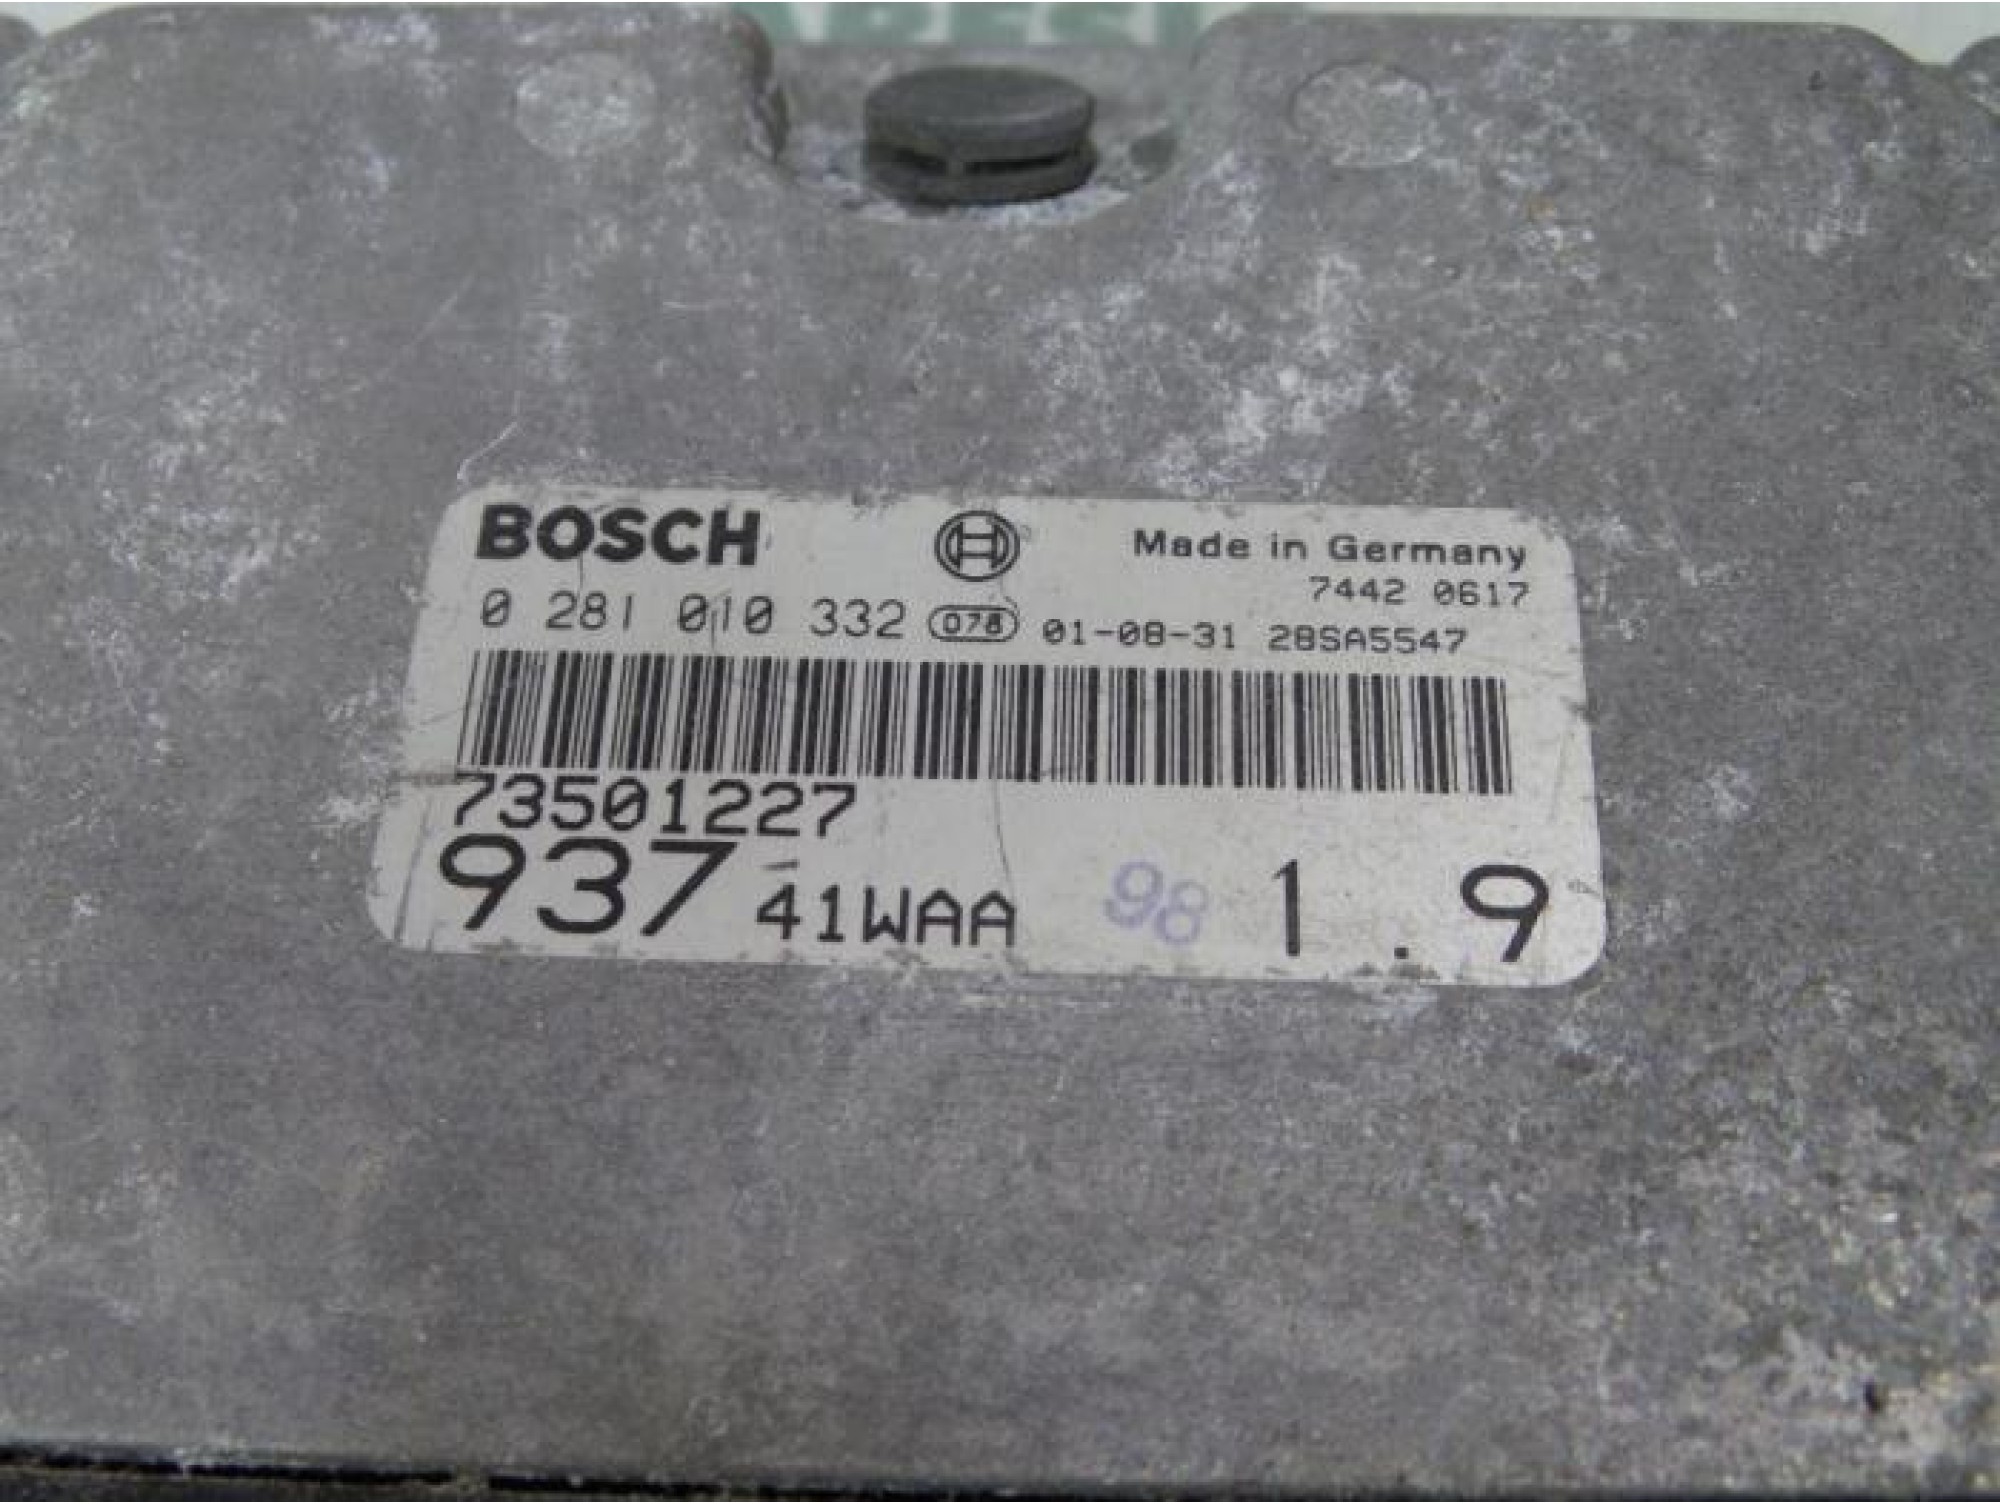 BOSCH Made in Germany
7442 0617
0 281 010 332 078 01-08-31 28SA5547
73501227
937 41WAA 98 1.9